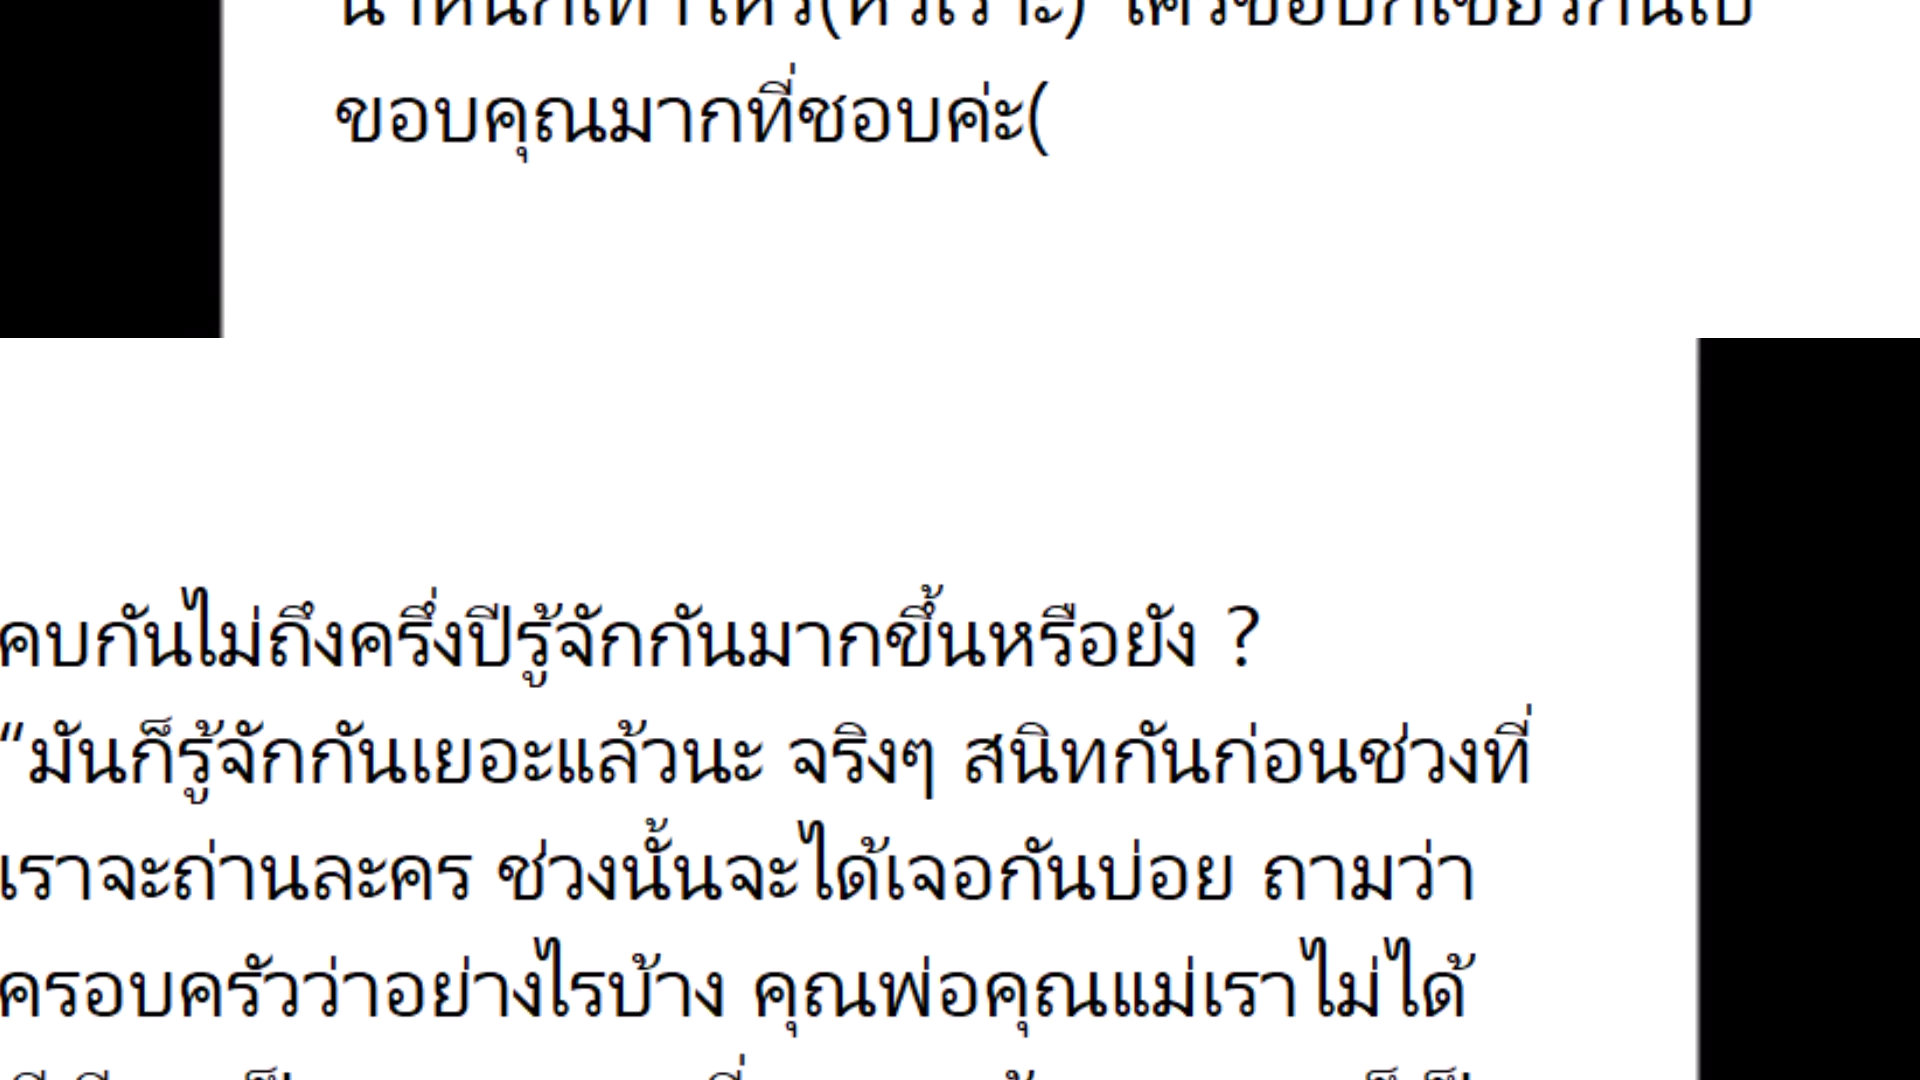 ขอบคุณมากที่ชอบค่ะ(
คบกันไม่ถึงครึ่งปีรู้จักกันมากขึ้นหรือยัง ?
“มันก็รู้จักกันเยอะแล้วนะ จริงๆ สนิทกันก่อนช่วงที่
เราจะถ่านละคร ช่วงนั้นจะได้เจอกันบ่อย ถามว่า
ครอบครัวว่าอย่างไรบ้าง คุณพ่อคุณแม่เราไม่ได้